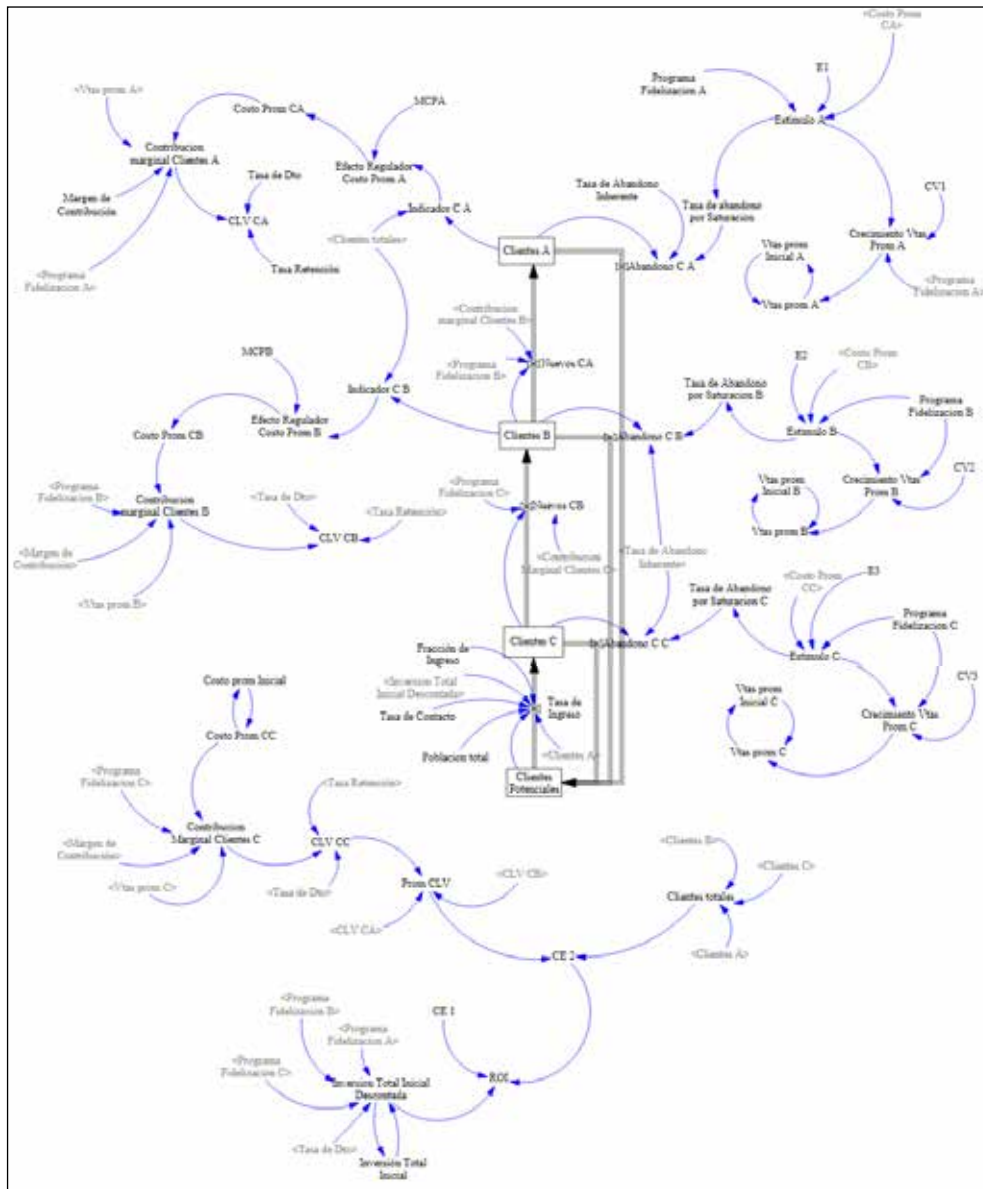 <Costo Prom
CA>
E1
Programa
Fidelizacion A
Estimulo A
<Vtas prom A>
Costo Prom CA
MCPA
Contribucion
marginal Clientes A
Efecto Regulador
Costo Prom A
Tasa de Dto
Margen de
Contribución
CLV CA
Tasa Retención
<Programa
Fidelizacion A>
Indicador C A
<Clientes totales>
Tasa de Abandono
Inherente
Tasa de abandono
por Saturacion
CV1
Clientes A
Abandono C A
Crecimiento Vtas
Prom A
Vtas prom
Inicial A
Vtas prom A
<Programa
Fidelizacion A>
<Contribucion
marginal Clientes B>
<Programa
Fidelizacion B>
Nuevos CA
MCPB
Indicador C B
Efecto Regulador
Costo Prom B
Costo Prom CB
Clientes B
Abandono C B
Tasa de Abandono
por Saturacion B
E2
<Costo Prom
CB>
Programa
Fidelizacion B
Estimulo B
Crecimiento Vtas
Prom B
CV2
Vtas prom
Inicial B
Vtas prom B
<Programa
Fidelizacion B>
Contribucion
marginal Clientes B
<Tasa de Dto>
<Tasa Retención>
CLV CB
<Margen de
Contribución>
<Vtas prom B>
<Programa
Fidelizacion C>
Nuevos CB
<Contribucion
Marginal Clientes C>
<Tasa de Abandono
Inherente>
Tasa de Abandono
por Saturacion C
<Costo Prom
CC>
E3
Programa
Fidelizacion C
Estimulo C
CV3
Crecimiento Vtas
Prom C
Vtas prom
Inicial C
Vtas prom C
Clientes C
Abandono C C
Fracción de
Ingreso
<Inversion Total
Inicial Descontada>
Tasa de Contacto
Tasa de
Ingreso
Poblacion total
<Clientes A>
Clientes
Potenciales
Costo prom Inicial
Costo Prom CC
<Programa
Fidelizacion C>
Contribucion
Marginal Clientes C
<Margen de
Contribución>
<Vtas prom C>
<Tasa Retención>
CLV CC
<Tasa de Dto>
Prom CLV
<CLV CB>
<CLV CA>
<Clientes B>
<Clientes C>
Clientes totales
<Clientes A>
CE 2
CE 1
ROI
<Programa
Fidelizacion B>
<Programa
Fidelizacion A>
<Programa
Fidelizacion C>
Inversion Total Inicial
Descontada
<Tasa de Dto>
Inversión Total
Inicial